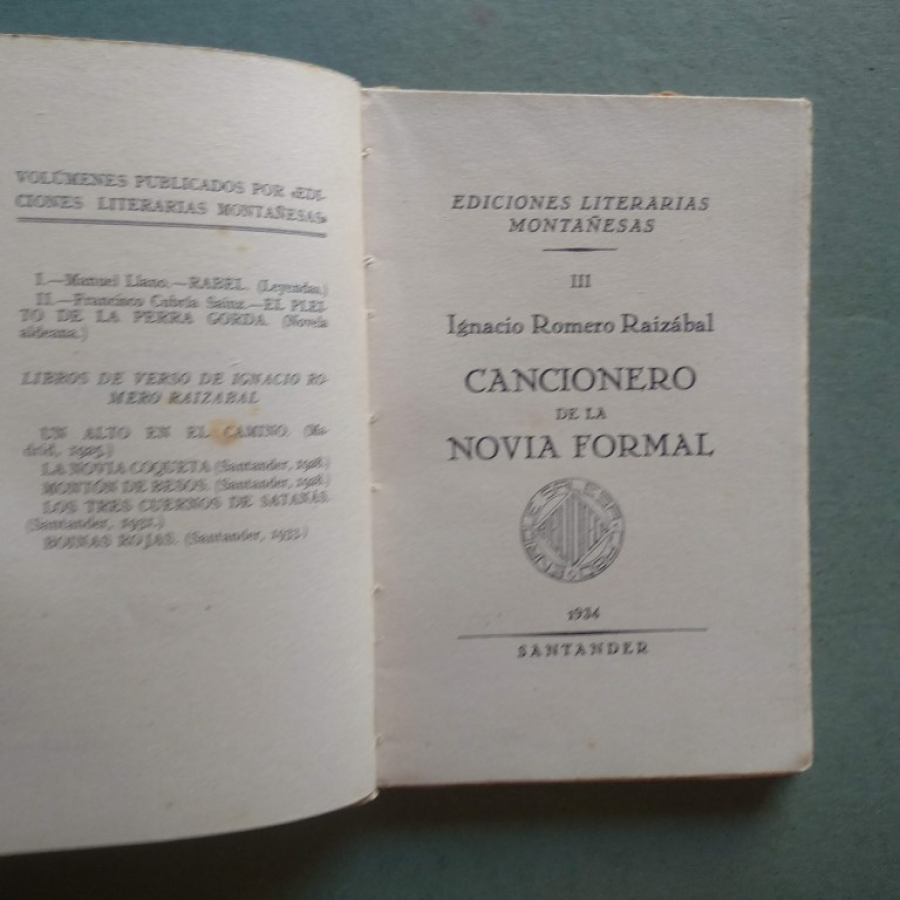 VOLÚMENES PUBLICADOS POR «EDI-
CIONES LITERARIAS MONTAÑESAS»
I.—Manuel Llano.—RABEL. (Leyendas.)
II.—Francisco Cubría Sainz.—EL PLEI-
TO DE LA PERRA GORDA. (Novela
aldeana.)
LIBROS DE VERSO DE IGNACIO RO-
MERO RAIZABAL
UN ALTO EN EL CAMINO. (Ma-
drid, 1925.)
LA NOVIA COQUETA (Santander, 1928.)
MONTÓN DE BESOS. (Santander, 1928.)
LOS TRES CUERNOS DE SATANÁS.
(Santander, 1932.)
BOINAS ROJAS. (Santander, 1933.)
EDICIONES LITERARIAS
MONTAÑESAS
III
Ignacio Romero Raizábal
CANCIONERO
DE LA
NOVIA FORMAL
1934
SANTANDER